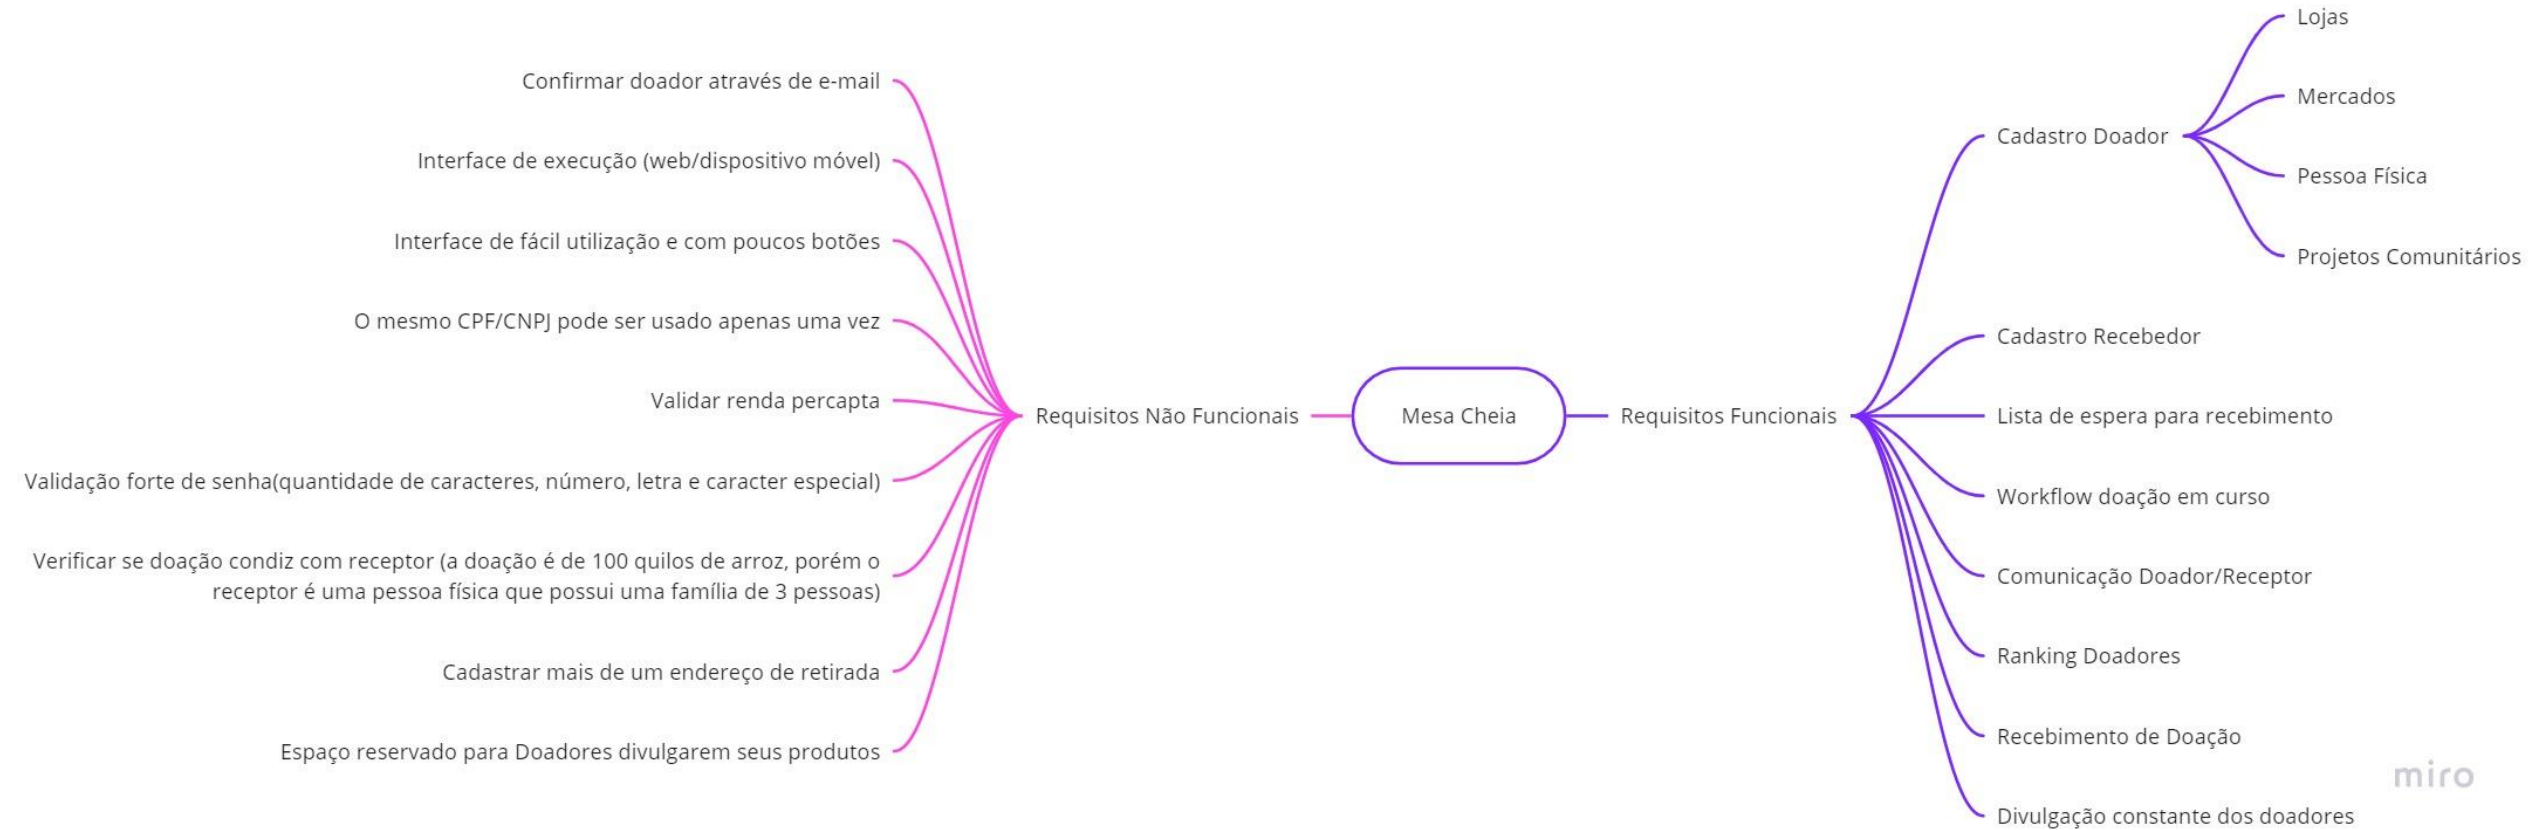 Confirmar doador através de e-mail
Interface de execução (web/dispositivo móvel)
Interface de fácil utilização e com poucos botões
O mesmo CPF/CNPJ pode ser usado apenas uma vez
Validar renda percapta
Validação forte de senha(quantidade de caracteres, número, letra e caracter especial)
Verificar se doação condiz com receptor (a doação é de 100 quilos de arroz, porém o
receptor é uma pessoa física que possui uma família de 3 pessoas)
Cadastrar mais de um endereço de retirada
Espaço reservado para Doadores divulgarem seus produtos
Requisitos Não Funcionais
Mesa Cheia
Requisitos Funcionais
Cadastro Doador
Lojas
Mercados
Pessoa Física
Projetos Comunitários
Cadastro Recebedor
Lista de espera para recebimento
Workflow doação em curso
Comunicação Doador/Receptor
Ranking Doadores
Recebimento de Doação
Divulgação constante dos doadores
miro